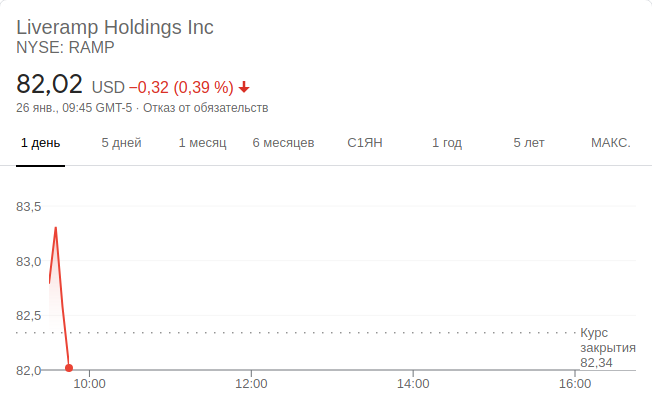 Liveramp Holdings Inc
NYSE: RAMP
82,02 USD −0,32 (0,39 %)
26 янв., 09:45 GMT-5 · Отказ от обязательств
1 день 5 дней 1 месяц 6 месяцев С1ЯН 1 год 5 лет МАКС.
83,5
83,0
82,5
Курс
закрытия
82,34
82,0
10:00 12:00 14:00 16:00